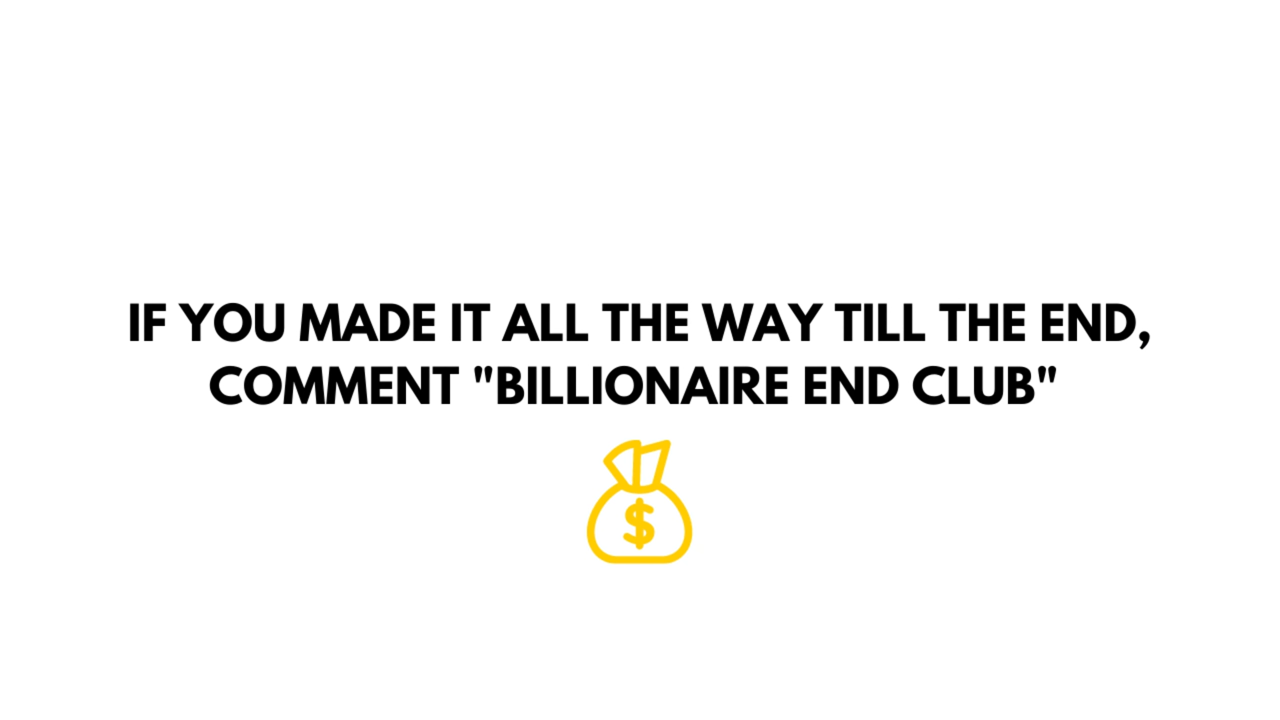 IF YOU MADE IT ALL THE WAY TILL THE END,
COMMENT "BILLIONAIRE END CLUB"
$